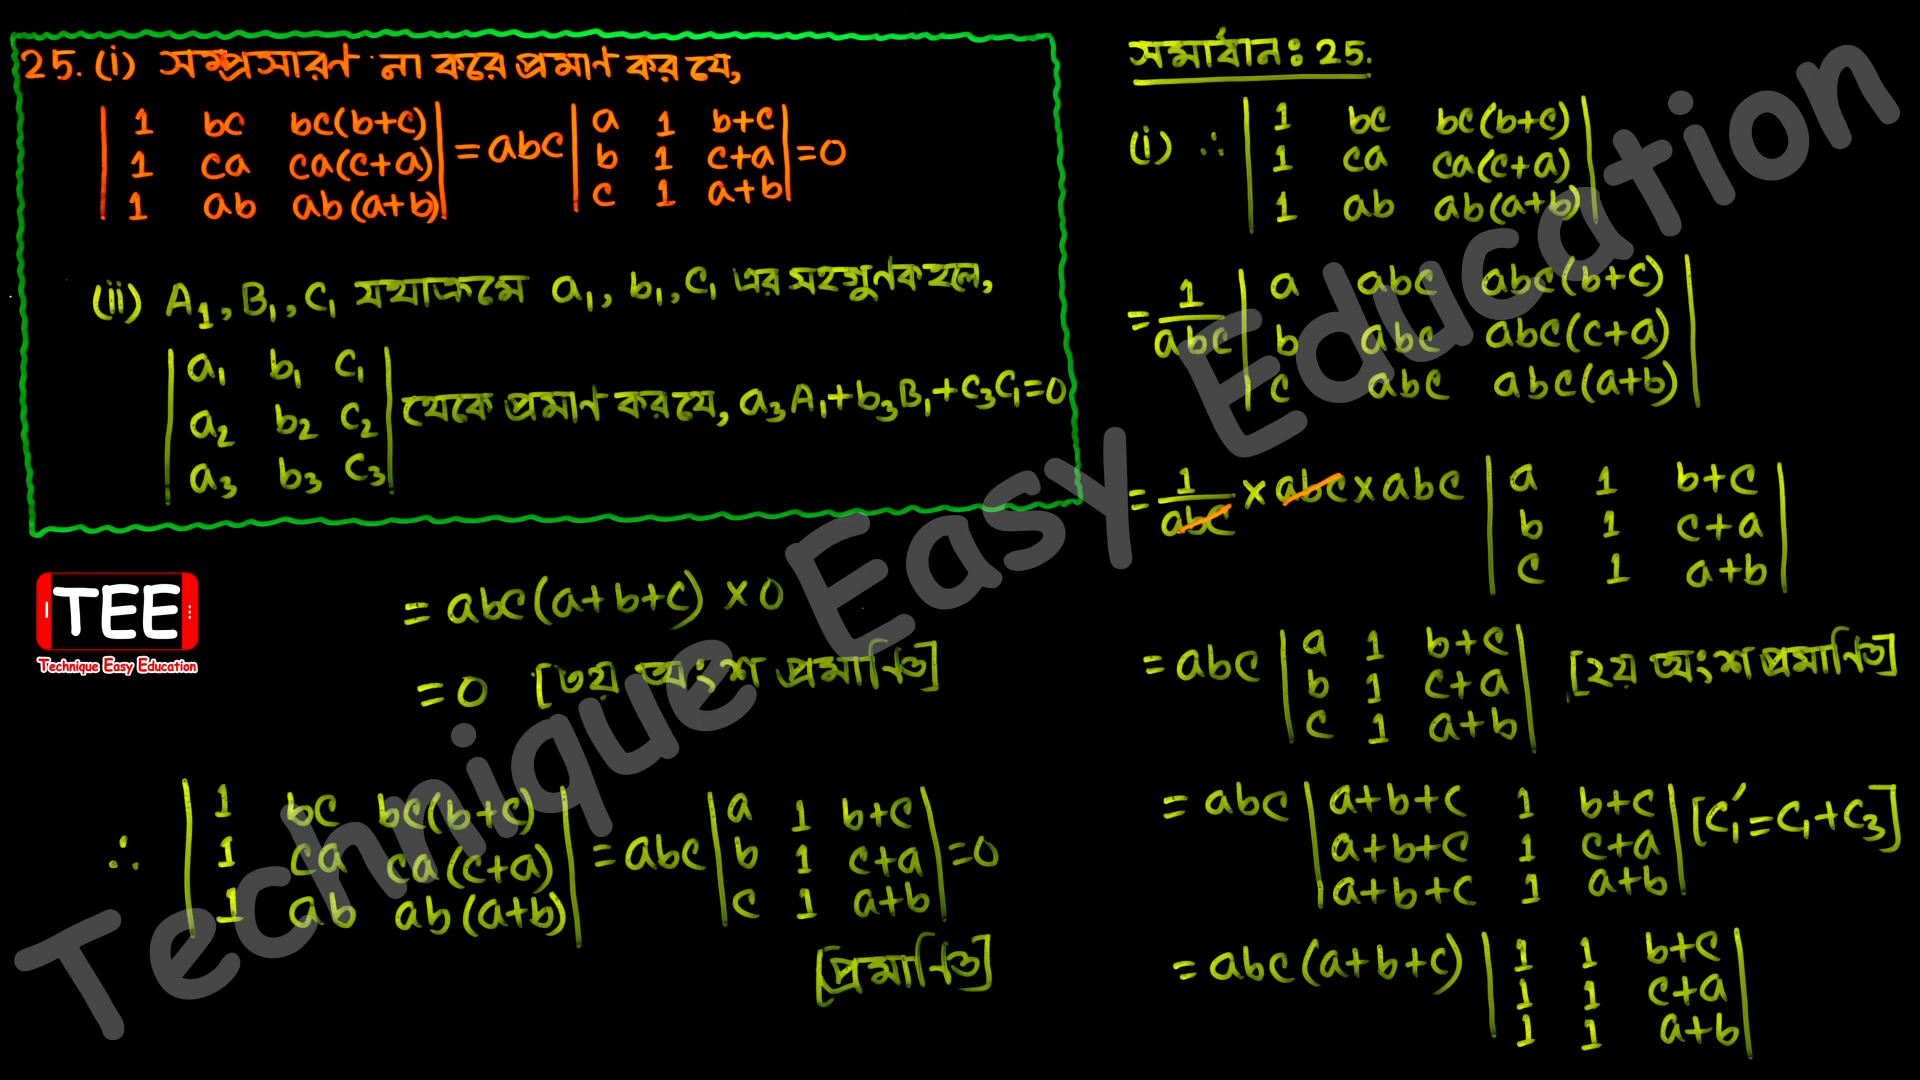 25. (i) সম্প্রসারণ না করে প্রমাণ কর যে,
| 1 bc bc(b+c) | = abc | a 1 b+c | = 0
| 1 ca ca(c+a) | | b 1 c+a |
| 1 ab ab(a+b) | | c 1 a+b |
(ii) A₁, B₁, C₁ যথাক্রমে a₁, b₁, c₁ এর সহগুণক হলে,
| a₁ b₁ c₁ |
| a₂ b₂ c₂ | থেকে প্রমাণ কর যে, a₃A₁+b₃B₁+c₃C₁=0
| a₃ b₃ c₃ |
সমাধান: 25.
(i) ∴ | 1 bc bc(b+c) |
| 1 ca ca(c+a) |
| 1 ab ab(a+b) |
= 1/abc | a abc abc(b+c) |
| b abc abc(c+a) |
| c abc abc(a+b) |
= 1/abc × abc × abc | a 1 b+c |
| b 1 c+a |
| c 1 a+b |
= abc | a 1 b+c | [২য় অংশ প্রমাণিত]
| b 1 c+a |
| c 1 a+b |
= abc | a+b+c 1 b+c | [C₁′=C₁+C₃]
| a+b+c 1 c+a |
| a+b+c 1 a+b |
= abc(a+b+c) | 1 1 b+c |
| 1 1 c+a |
| 1 1 a+b |
= abc(a+b+c) × 0
= 0 [৩য় অংশ প্রমাণিত]
∴ | 1 bc bc(b+c) | = abc | a 1 b+c | = 0
| 1 ca ca(c+a) | | b 1 c+a |
| 1 ab ab(a+b) | | c 1 a+b |
[প্রমাণিত]
TEE
Technique Easy Education
Technique Easy Education